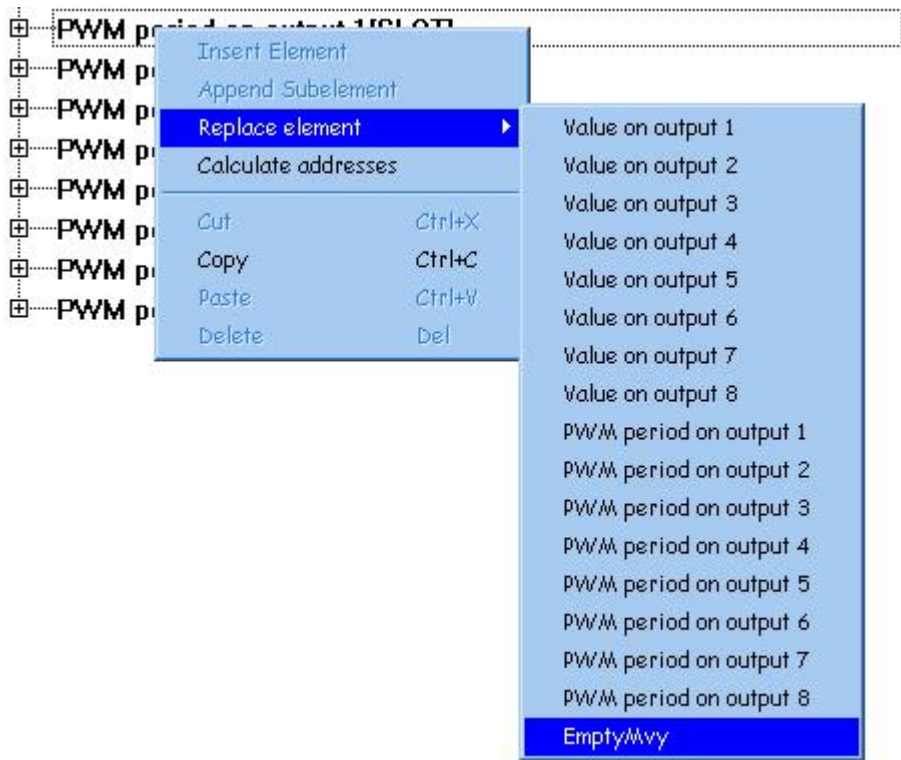 PWM period on output 1[SLOT]
PWM
PWM
PWM
PWM
PWM
PWM
PWM
Insert Element
Append Subelement
Replace element
Calculate addresses
Cut Ctrl+X
Copy Ctrl+C
Paste Ctrl+V
Delete Del
Value on output 1
Value on output 2
Value on output 3
Value on output 4
Value on output 5
Value on output 6
Value on output 7
Value on output 8
PWM period on output 1
PWM period on output 2
PWM period on output 3
PWM period on output 4
PWM period on output 5
PWM period on output 6
PWM period on output 7
PWM period on output 8
EmptyMvy